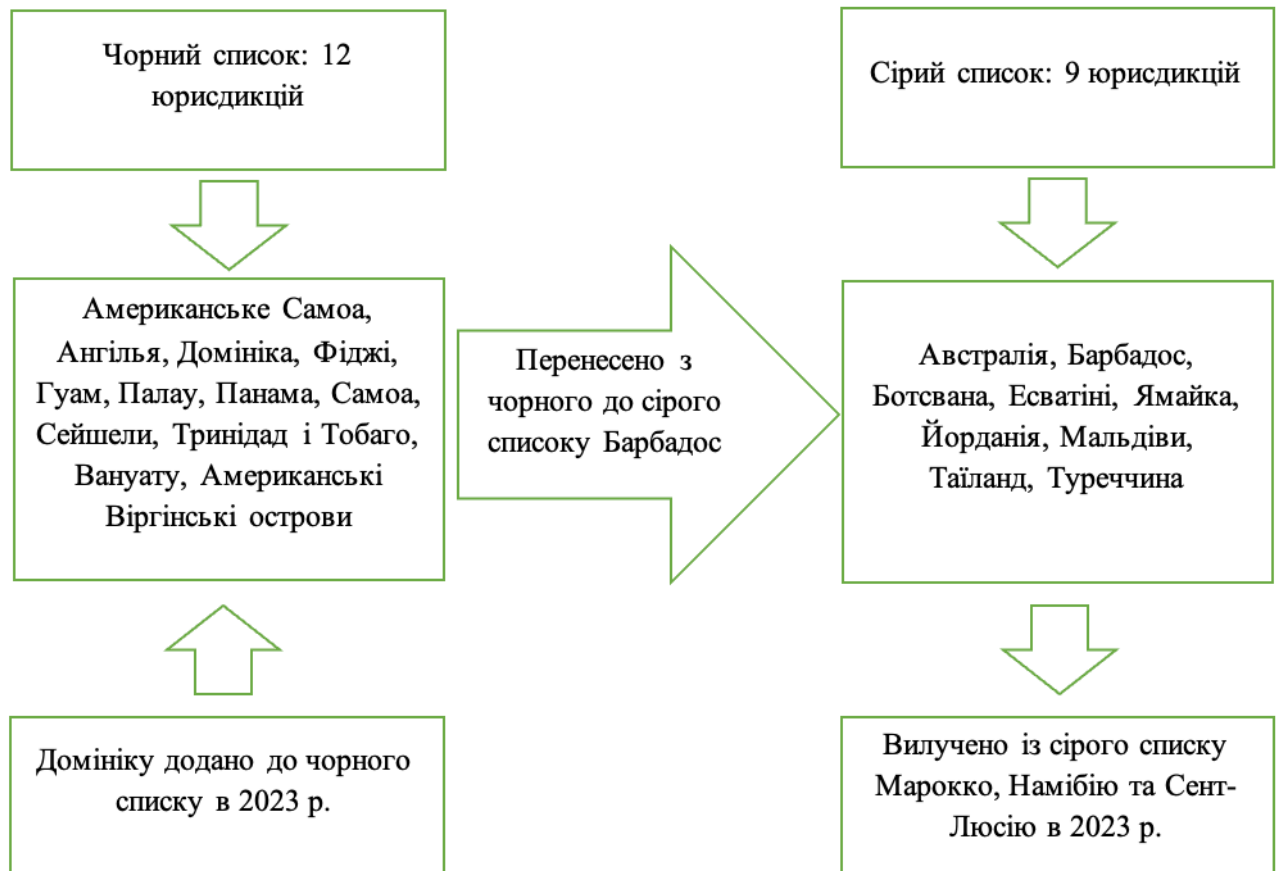 Чорний список: 12
юрисдикцій
Сірий список: 9 юрисдикцій
Американське Самоа,
Ангілья, Домініка, Фіджі,
Гуам, Палау, Панама, Самоа,
Сейшели, Тринідад і Тобаго,
Вануату, Американські
Віргінські острови
Перенесено з
чорного до сірого
списоку Барбадос
Австралія, Барбадос,
Ботсвана, Есватіні, Ямайка,
Йорданія, Мальдіви,
Таїланд, Туреччина
Домініку додано до чорного
списку в 2023 р.
Вилучено із сірого списку
Марокко, Намібію та Сент-
Люсію в 2023 р.